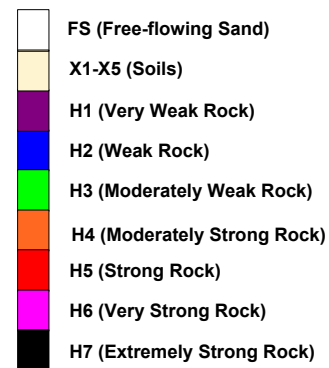 FS (Free-flowing Sand)
X1-X5 (Soils)
H1 (Very Weak Rock)
H2 (Weak Rock)
H3 (Moderately Weak Rock)
H4 (Moderately Strong Rock)
H5 (Strong Rock)
H6 (Very Strong Rock)
H7 (Extremely Strong Rock)